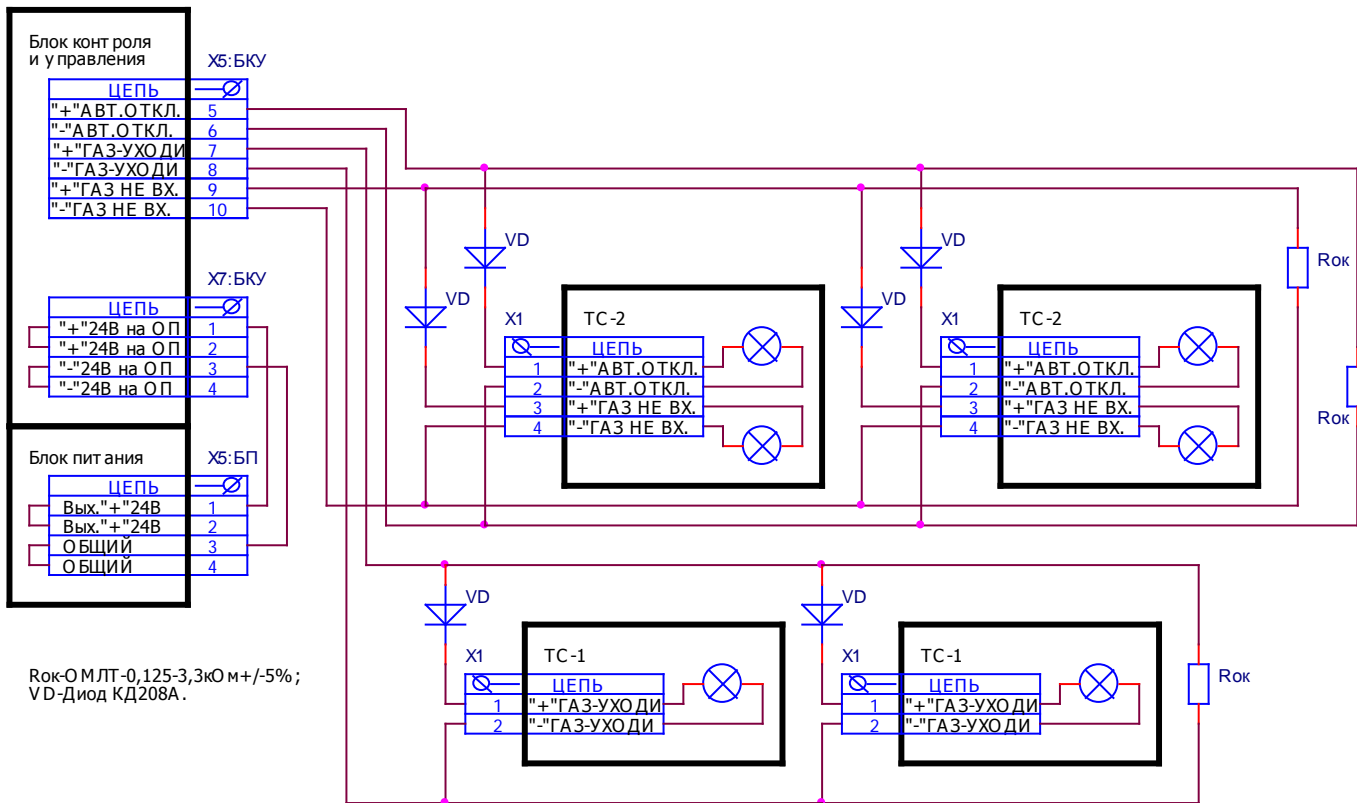 Блок контроля
и управления
X5:БКУ
ЦЕПЬ
"+"АВТ.ОТКЛ. 5
"-"АВТ.ОТКЛ. 6
"+"ГАЗ-УХОДИ 7
"-"ГАЗ-УХОДИ 8
"+"ГАЗ НЕ ВХ. 9
"-"ГАЗ НЕ ВХ. 10
X7:БКУ
ЦЕПЬ
"+"24В на ОП 1
"+"24В на ОП 2
"-"24В на ОП 3
"-"24В на ОП 4
Блок питания
X5:БП
ЦЕПЬ
Вых."+"24В 1
Вых."+"24В 2
ОБЩИЙ 3
ОБЩИЙ 4
VD
VD
X1
ТС-2
ЦЕПЬ
1 "+"АВТ.ОТКЛ.
2 "-"АВТ.ОТКЛ.
3 "+"ГАЗ НЕ ВХ.
4 "-"ГАЗ НЕ ВХ.
VD
VD
X1
ТС-2
ЦЕПЬ
1 "+"АВТ.ОТКЛ.
2 "-"АВТ.ОТКЛ.
3 "+"ГАЗ НЕ ВХ.
4 "-"ГАЗ НЕ ВХ.
Rок
Rок
VD
X1
ТС-1
ЦЕПЬ
1 "+"ГАЗ-УХОДИ
2 "-"ГАЗ-УХОДИ
VD
X1
ТС-1
ЦЕПЬ
1 "+"ГАЗ-УХОДИ
2 "-"ГАЗ-УХОДИ
Rок
Rок-ОМЛТ-0,125-3,3кОм+/-5%;
VD-Диод КД208А.